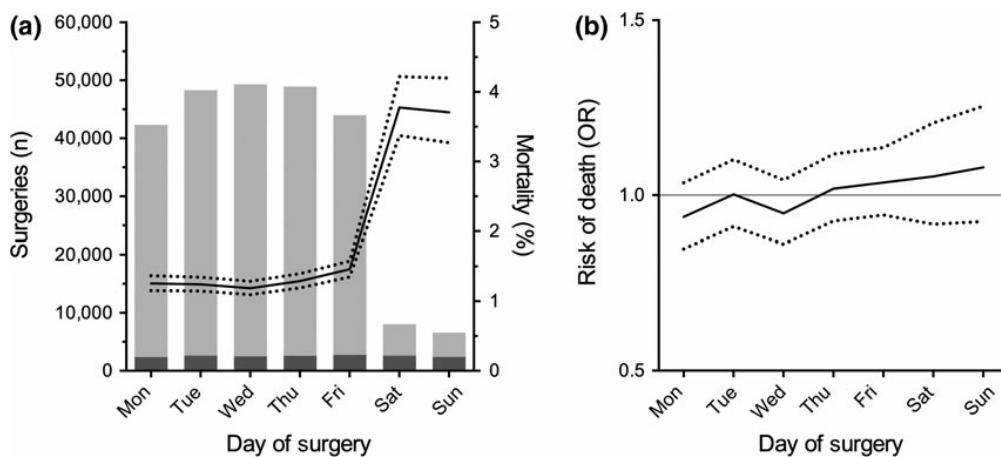 (a)
60,000
50,000
40,000
30,000
20,000
10,000
0
Surgeries (n)
5
4
3
2
1
0
Mortality (%)
Mon Tue Wed Thu Fri Sat Sun
Day of surgery
(b)
1.5
1.0
0.5
Risk of death (OR)
Mon Tue Wed Thu Fri Sat Sun
Day of surgery